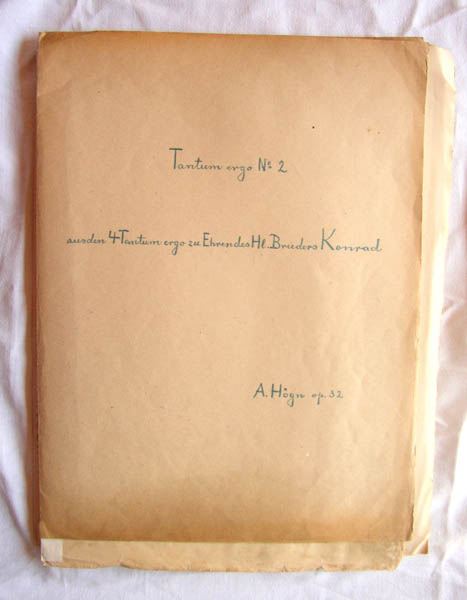 Tantum ergo № 2
aus den 4 Tantum ergo zu Ehren des Hl. Bruders Konrad
A. Högn op. 32